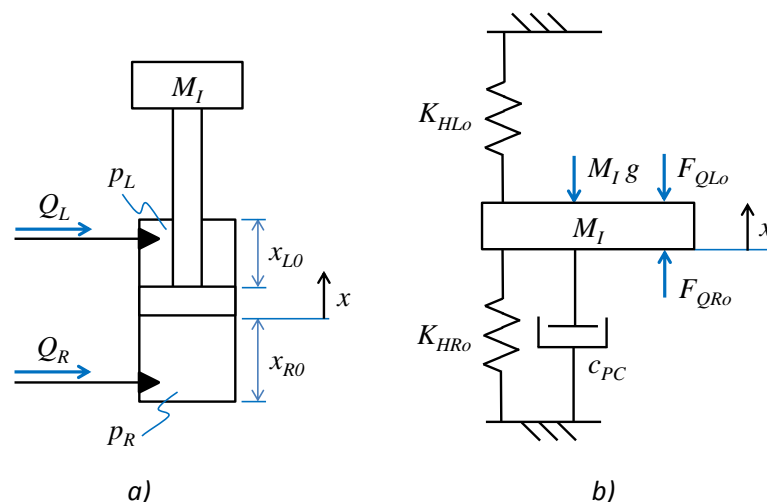 M_I
p_L
Q_L
x_L0
x
Q_R
x_R0
p_R
a)
K_HLo
M_I g
F_QLo
M_I
x
F_QRo
K_HRo
c_PC
b)